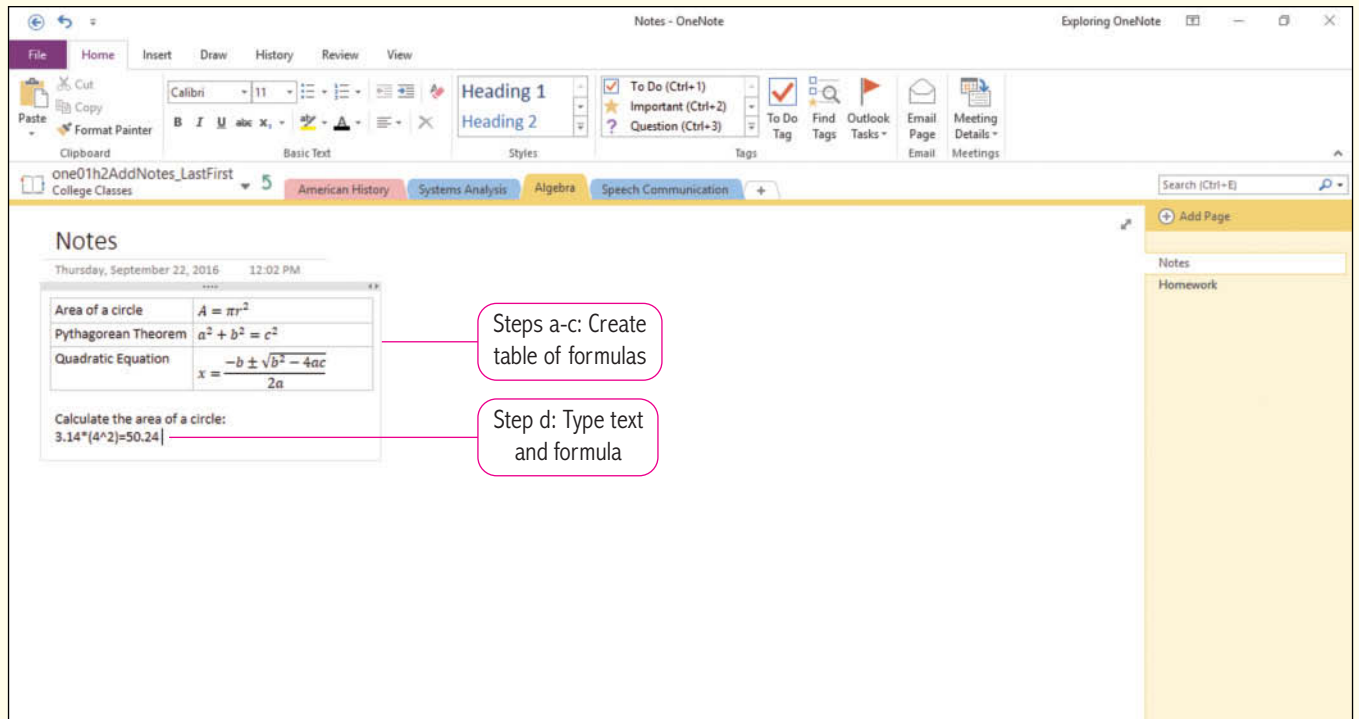 Notes - OneNote
Exploring OneNote
File Home Insert Draw History Review View
Paste
Cut
Copy
Format Painter
Clipboard
Calibri 11
B I U abc x, A
Basic Text
Heading 1
Heading 2
Styles
To Do (Ctrl+1)
Important (Ctrl+2)
? Question (Ctrl+3)
To Do
Tag
Find
Tags
Outlook
Tasks
Tags
Email
Page
Email
Meeting
Details
Meetings
one01h2AddNotes_LastFirst
College Classes
American History Systems Analysis Algebra Speech Communication +
Search (Ctrl+E)
Add Page
Notes
Homework
Notes
Thursday, September 22, 2016 12:02 PM
Area of a circle A = πr²
Pythagorean Theorem a² + b² = c²
Quadratic Equation x = −b ± √b² − 4ac
2a
Calculate the area of a circle:
3.14*(4^2)=50.24
Steps a-c: Create
table of formulas
Step d: Type text
and formula